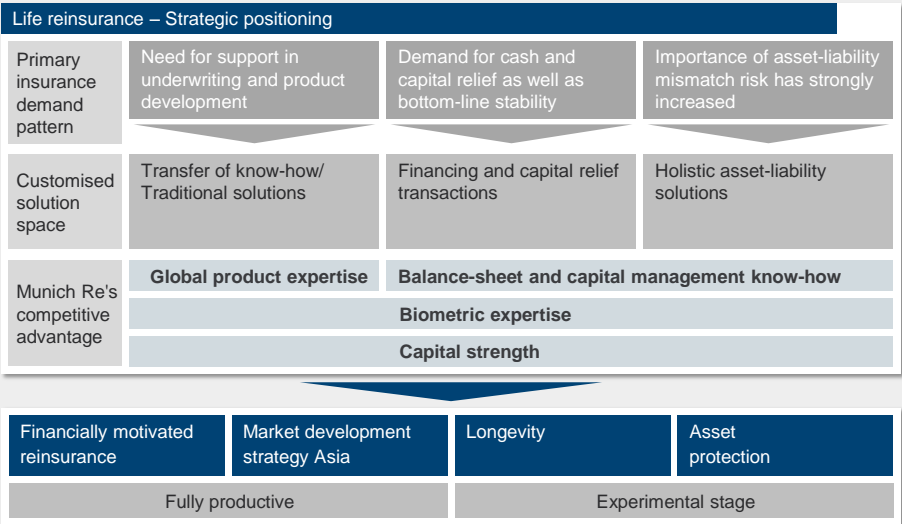 Life reinsurance – Strategic positioning
Primary
insurance
demand
pattern
Need for support in
underwriting and product
development
Demand for cash and
capital relief as well as
bottom-line stability
Importance of asset-liability
mismatch risk has strongly
increased
Customised
solution
space
Transfer of know-how/
Traditional solutions
Financing and capital relief
transactions
Holistic asset-liability
solutions
Munich Re's
competitive
advantage
Global product expertise
Balance-sheet and capital management know-how
Biometric expertise
Capital strength
Financially motivated
reinsurance
Market development
strategy Asia
Longevity
Asset
protection
Fully productive
Experimental stage